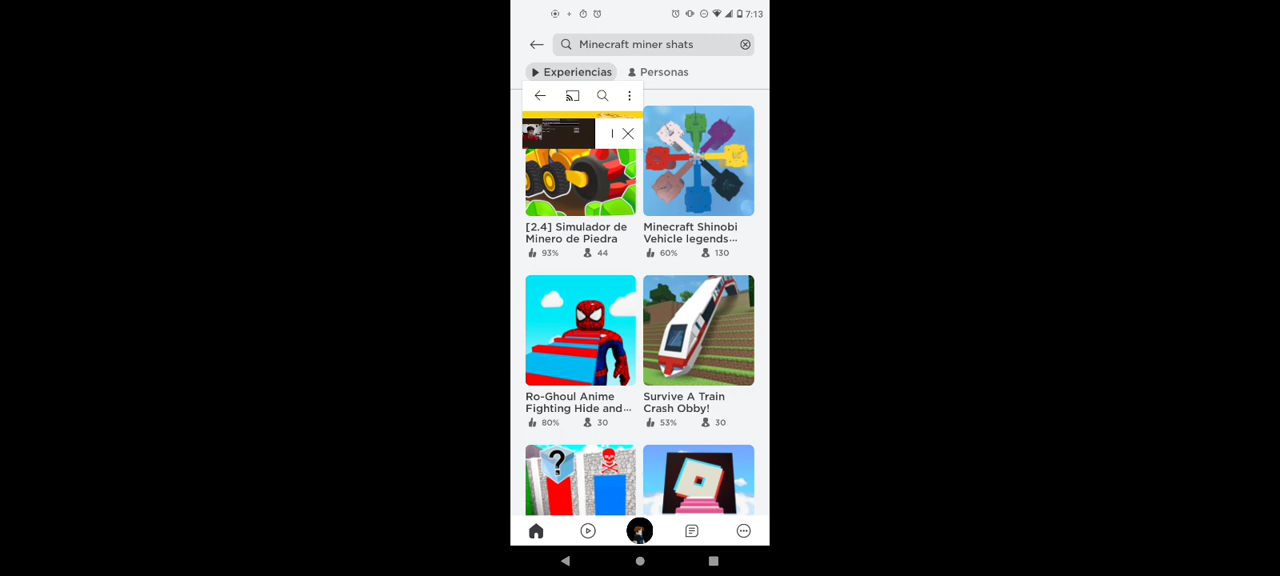 7:13
Minecraft miner shats
Experiencias
Personas
[2.4] Simulador de
Minero de Piedra
93% 44
Minecraft Shinobi
Vehicle legends...
60% 130
Ro-Ghoul Anime
Fighting Hide and...
80% 30
Survive A Train
Crash Obby!
53% 30
?